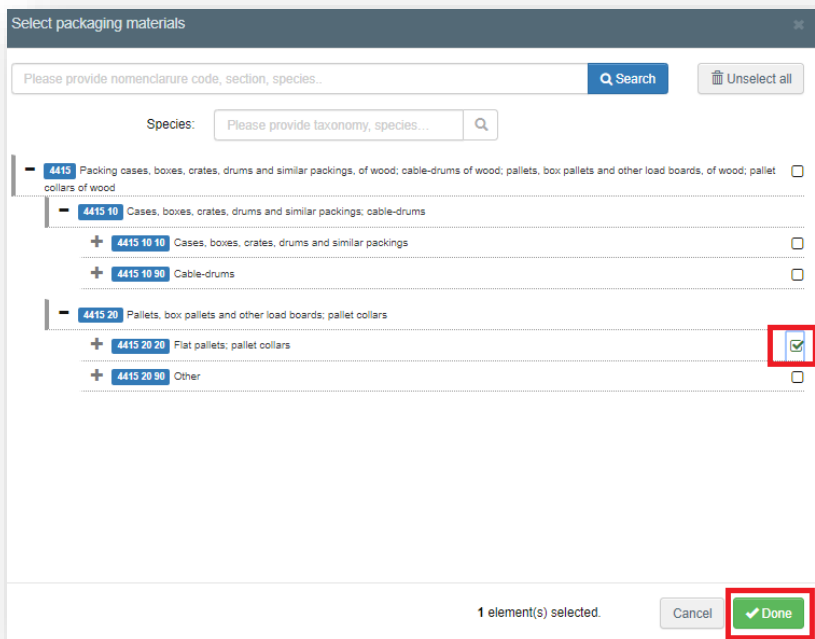 Select packaging materials ×
Please provide nomenclarure code, section, species..
Search
Unselect all
Species:
Please provide taxonomy, species...
4415 Packing cases, boxes, crates, drums and similar packings, of wood; cable-drums of wood; pallets, box pallets and other load boards, of wood; pallet
collars of wood
4415 10 Cases, boxes, crates, drums and similar packings; cable-drums
4415 10 10 Cases, boxes, crates, drums and similar packings
4415 10 90 Cable-drums
4415 20 Pallets, box pallets and other load boards; pallet collars
4415 20 20 Flat pallets; pallet collars
4415 20 90 Other
1 element(s) selected.
Cancel
Done